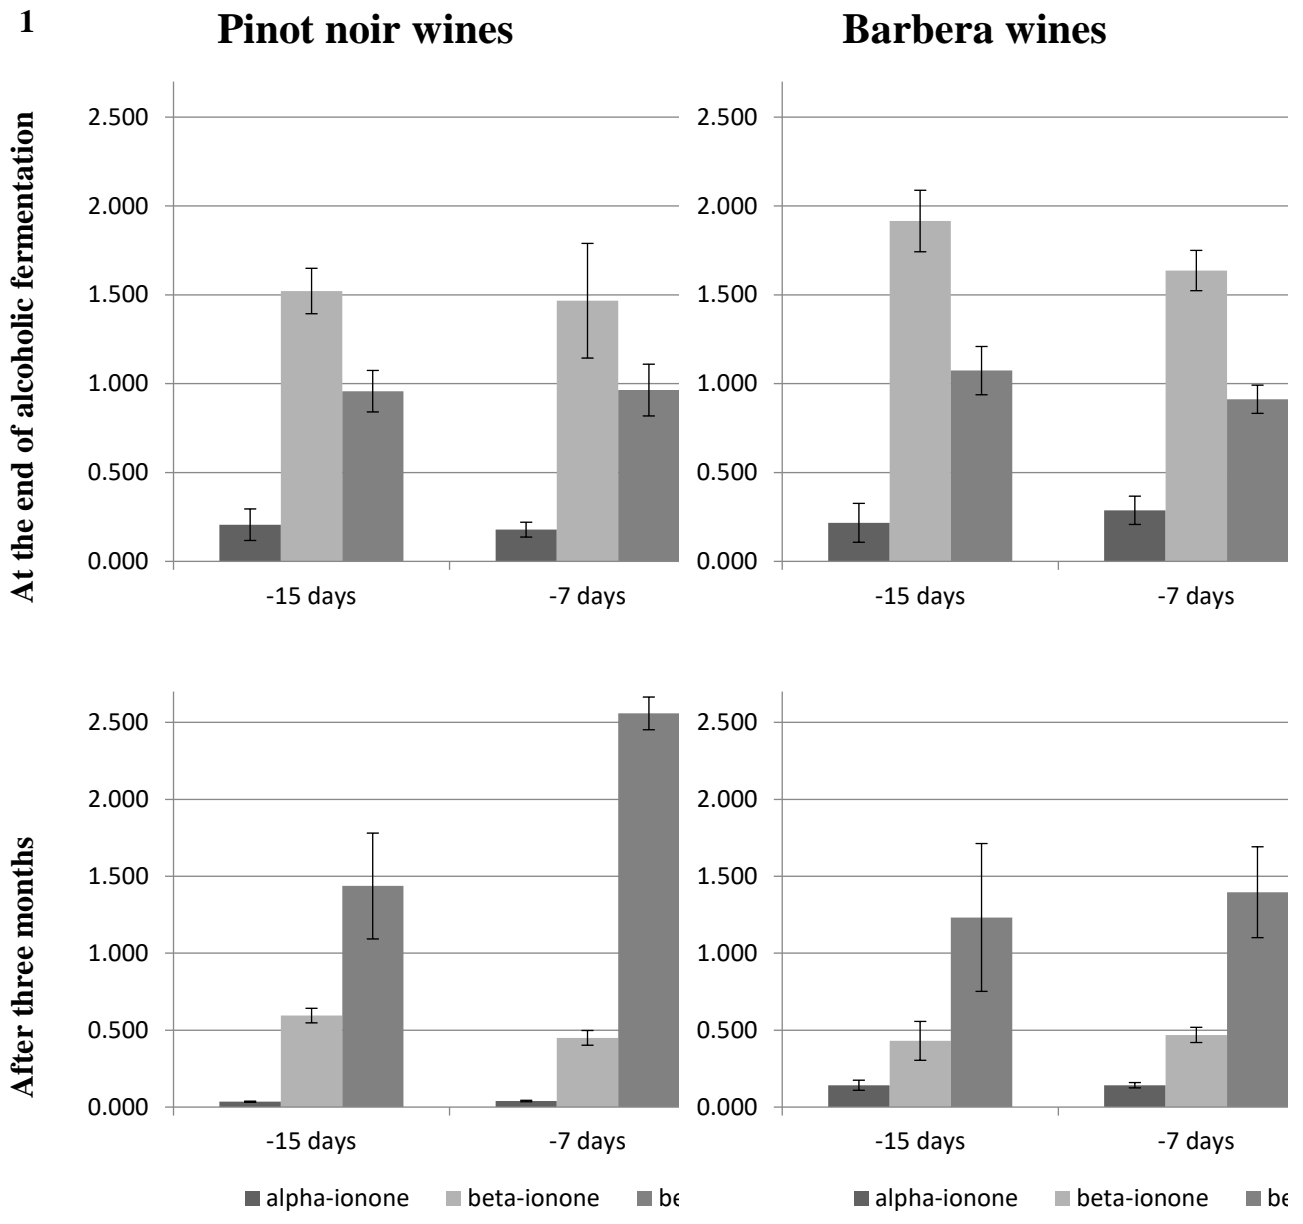 1
Pinot noir wines
Barbera wines
At the end of alcoholic fermentation
2.500
2.000
1.500
1.000
0.500
0.000
-15 days
-7 days
2.500
2.000
1.500
1.000
0.500
0.000
-15 days
-7 days
After three months
2.500
2.000
1.500
1.000
0.500
0.000
-15 days
-7 days
alpha-ionone
beta-ionone
2.500
2.000
1.500
1.000
0.500
0.000
-15 days
-7 days
alpha-ionone
beta-ionone